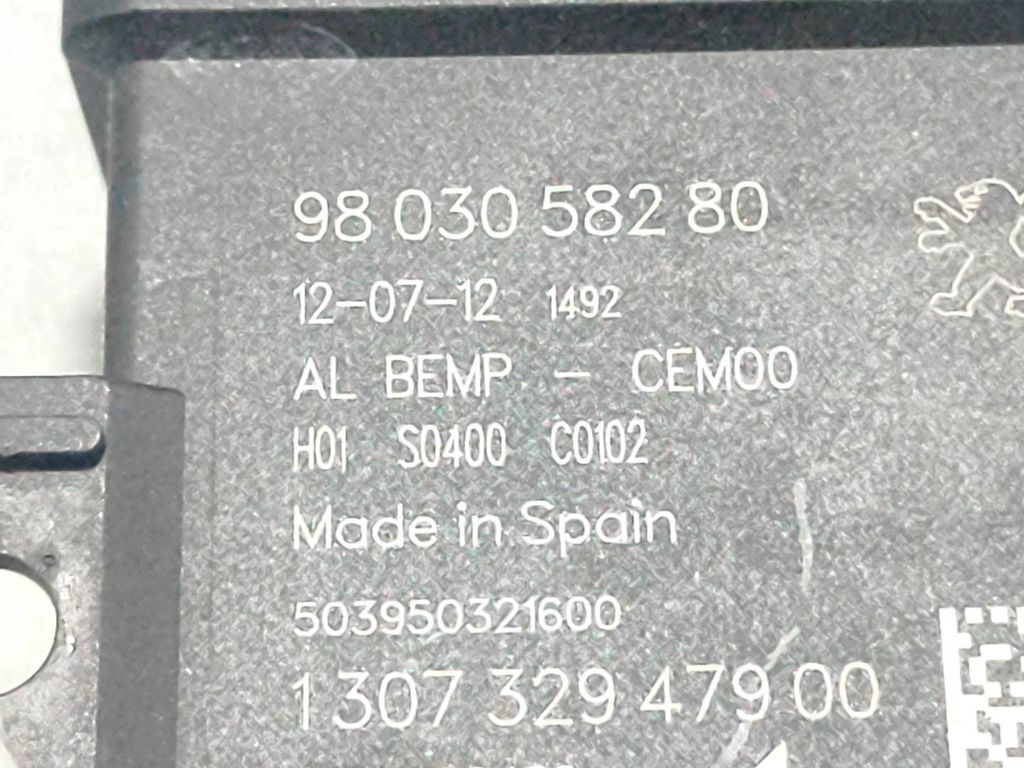 98 030 582 80
12-07-12 1492
AL BEMP - CEM00
H01 S0400 C0102
Made in Spain
503950321600
1 307 329 479 00